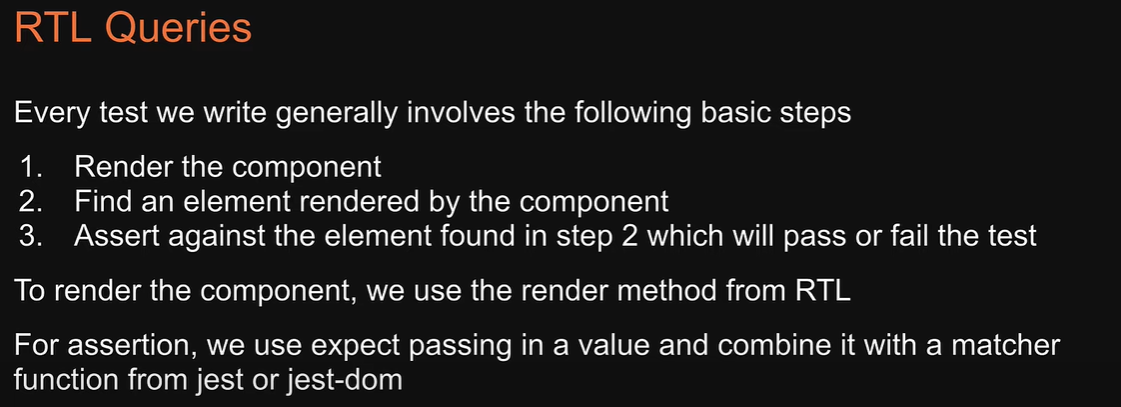 RTL Queries
Every test we write generally involves the following basic steps
1. Render the component
2. Find an element rendered by the component
3. Assert against the element found in step 2 which will pass or fail the test
To render the component, we use the render method from RTL
For assertion, we use expect passing in a value and combine it with a matcher
function from jest or jest-dom